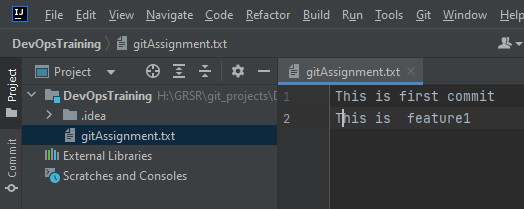 IJ File Edit View Navigate Code Refactor Build Run Tools Git Window Help
DevOpsTraining gitAssignment.txt
Project
Commit
Project
DevOpsTraining H:\GRSR\git_projects\D
.idea
gitAssignment.txt
External Libraries
Scratches and Consoles
gitAssignment.txt
1 This is first commit
2 This is  feature1